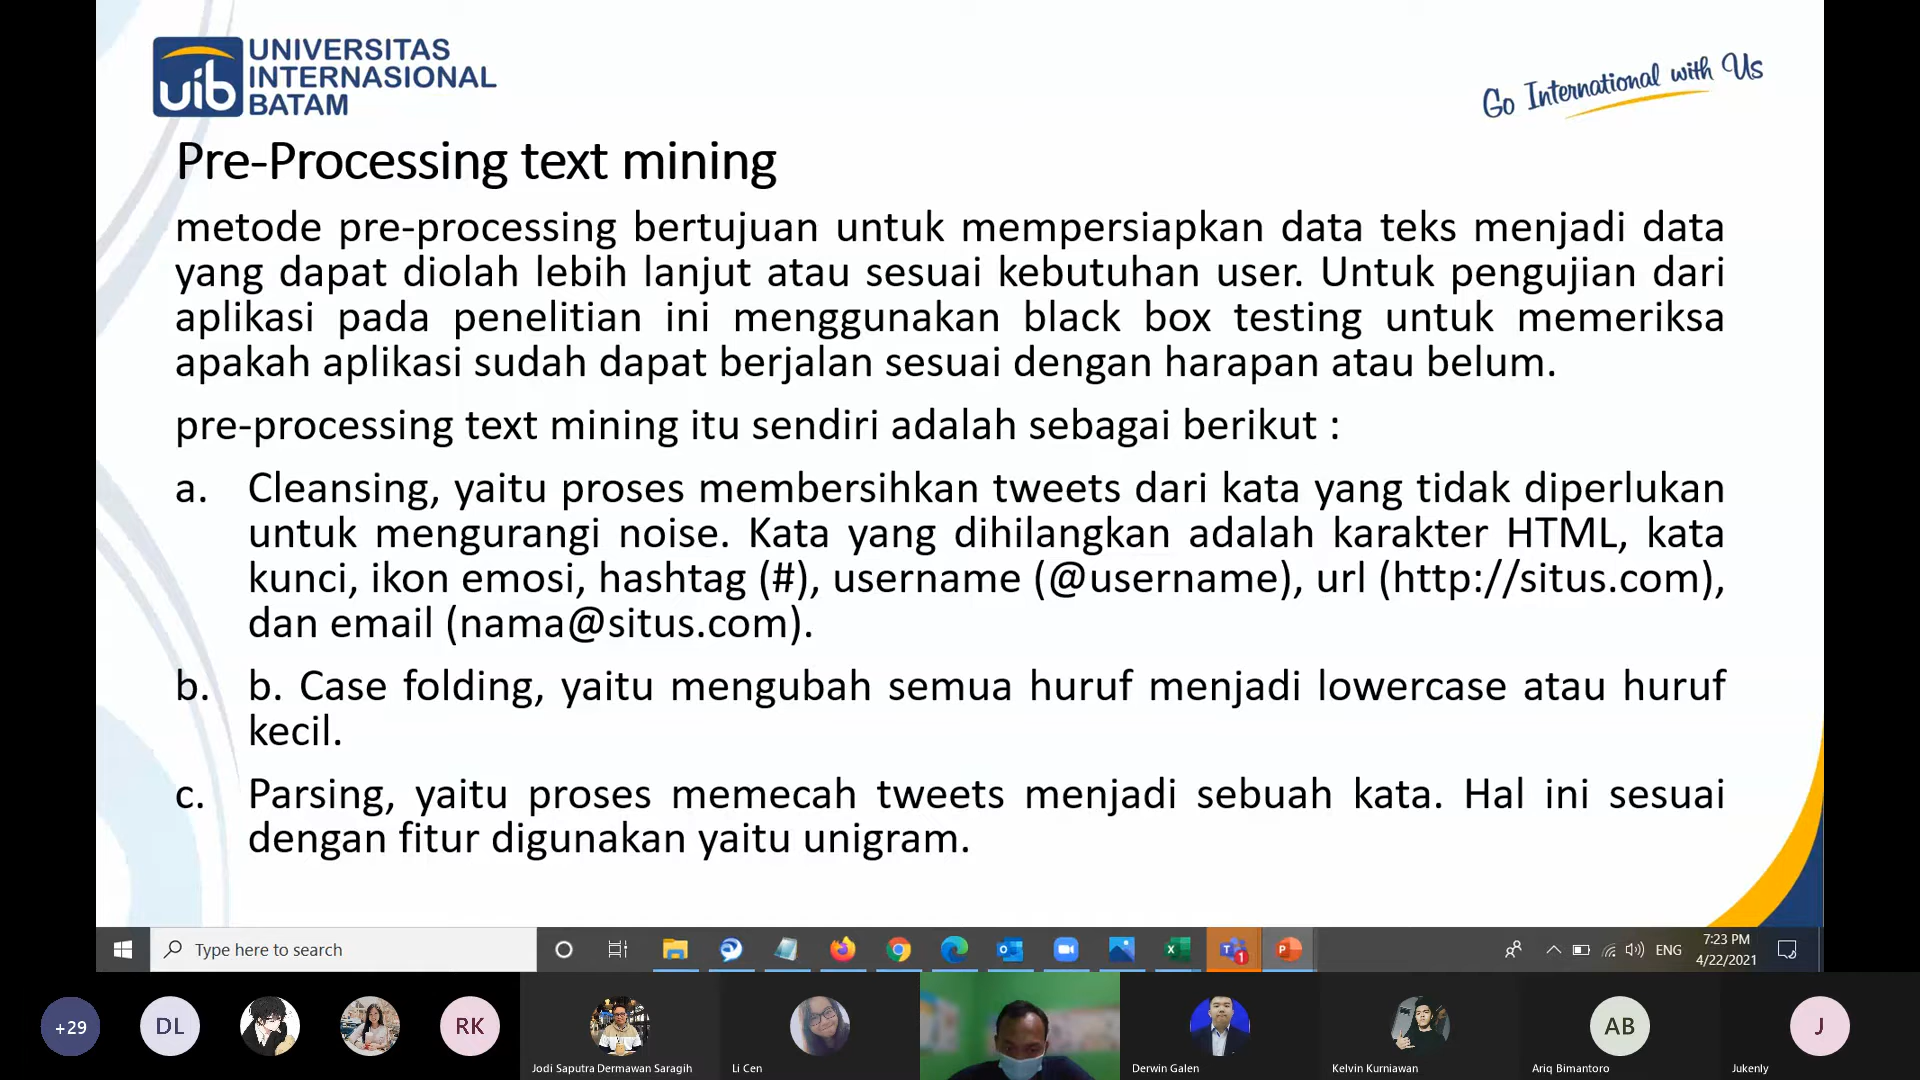 UNIVERSITAS
INTERNASIONAL
BATAM
uib
Go International with Us
Pre-Processing text mining
metode pre-processing bertujuan untuk mempersiapkan data teks menjadi data
yang dapat diolah lebih lanjut atau sesuai kebutuhan user. Untuk pengujian dari
aplikasi pada penelitian ini menggunakan black box testing untuk memeriksa
apakah aplikasi sudah dapat berjalan sesuai dengan harapan atau belum.
pre-processing text mining itu sendiri adalah sebagai berikut :
a. Cleansing, yaitu proses membersihkan tweets dari kata yang tidak diperlukan
untuk mengurangi noise. Kata yang dihilangkan adalah karakter HTML, kata
kunci, ikon emosi, hashtag (#), username (@username), url (http://situs.com),
dan email (nama@situs.com).
b. b. Case folding, yaitu mengubah semua huruf menjadi lowercase atau huruf
kecil.
c. Parsing, yaitu proses memecah tweets menjadi sebuah kata. Hal ini sesuai
dengan fitur digunakan yaitu unigram.
Type here to search
1
ENG
7:23 PM
4/22/2021
+29
DL
RK
Jodi Saputra Dermawan Saragih
Li Cen
Derwin Galen
Kelvin Kurniawan
AB
Ariq Bimantoro
J
Jukenly